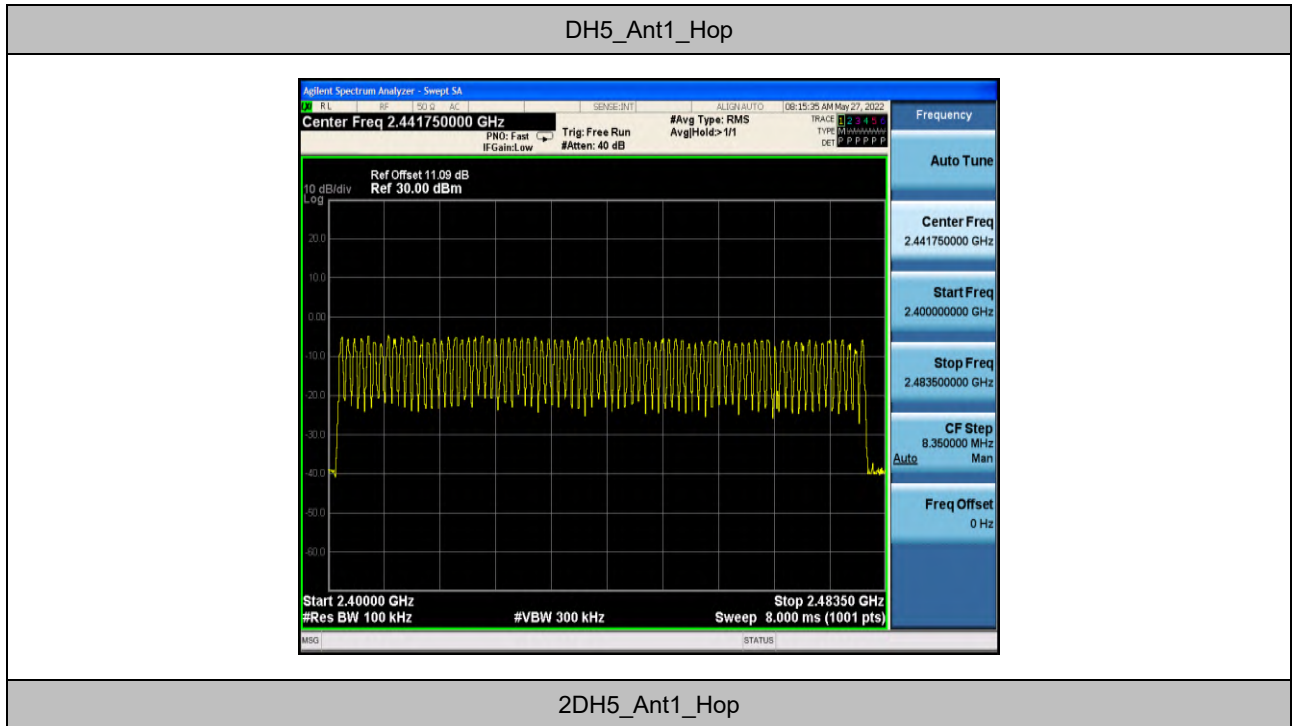 DH5_Ant1_Hop
Agilent Spectrum Analyzer - Swept SA
RL RF 50 Ω AC SENSE:INT ALIGNAUTO 08:15:35 AM May 27, 2022
Center Freq 2.441750000 GHz
PNO: Fast
IFGain:Low
Trig: Free Run
#Atten: 40 dB
#Avg Type: RMS
Avg|Hold:>1/1
TRACE 1 2 3 4 5 6
TYPE M
DET P P P P P P
Frequency
Ref Offset 11.09 dB
10 dB/div Ref 30.00 dBm
Log
20.0
10.0
0.00
-10.0
-20.0
-30.0
-40.0
-50.0
-60.0
Start 2.40000 GHz Stop 2.48350 GHz
#Res BW 100 kHz #VBW 300 kHz Sweep 8.000 ms (1001 pts)
Auto Tune
Center Freq
2.441750000 GHz
Start Freq
2.400000000 GHz
Stop Freq
2.483500000 GHz
CF Step
8.350000 MHz
Auto Man
Freq Offset
0 Hz
MSG STATUS
2DH5_Ant1_Hop